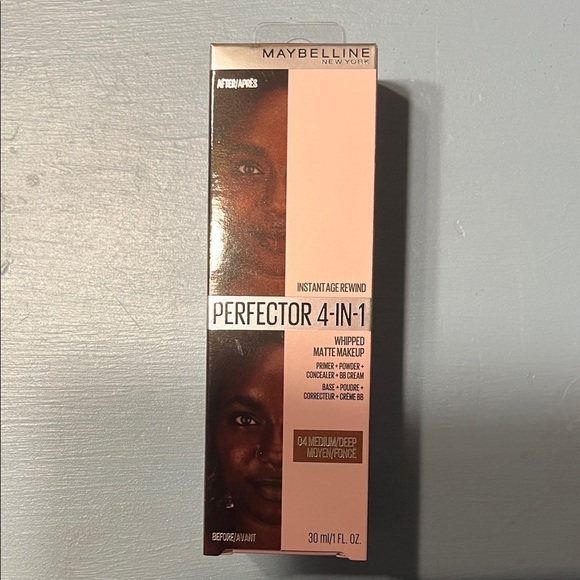 MAYBELLINE
NEW YORK
AFTER/APRÈS
INSTANT AGE REWIND
PERFECTOR 4-IN-1
WHIPPED
MATTE MAKEUP
PRIMER + POWDER +
CONCEALER + BB CREAM
BASE + POUDRE +
CORRECTEUR + CRÈME BB
04 MEDIUM/DEEP
MOYEN/FONCÉ
BEFORE/AVANT
30 ml/1 FL. OZ.